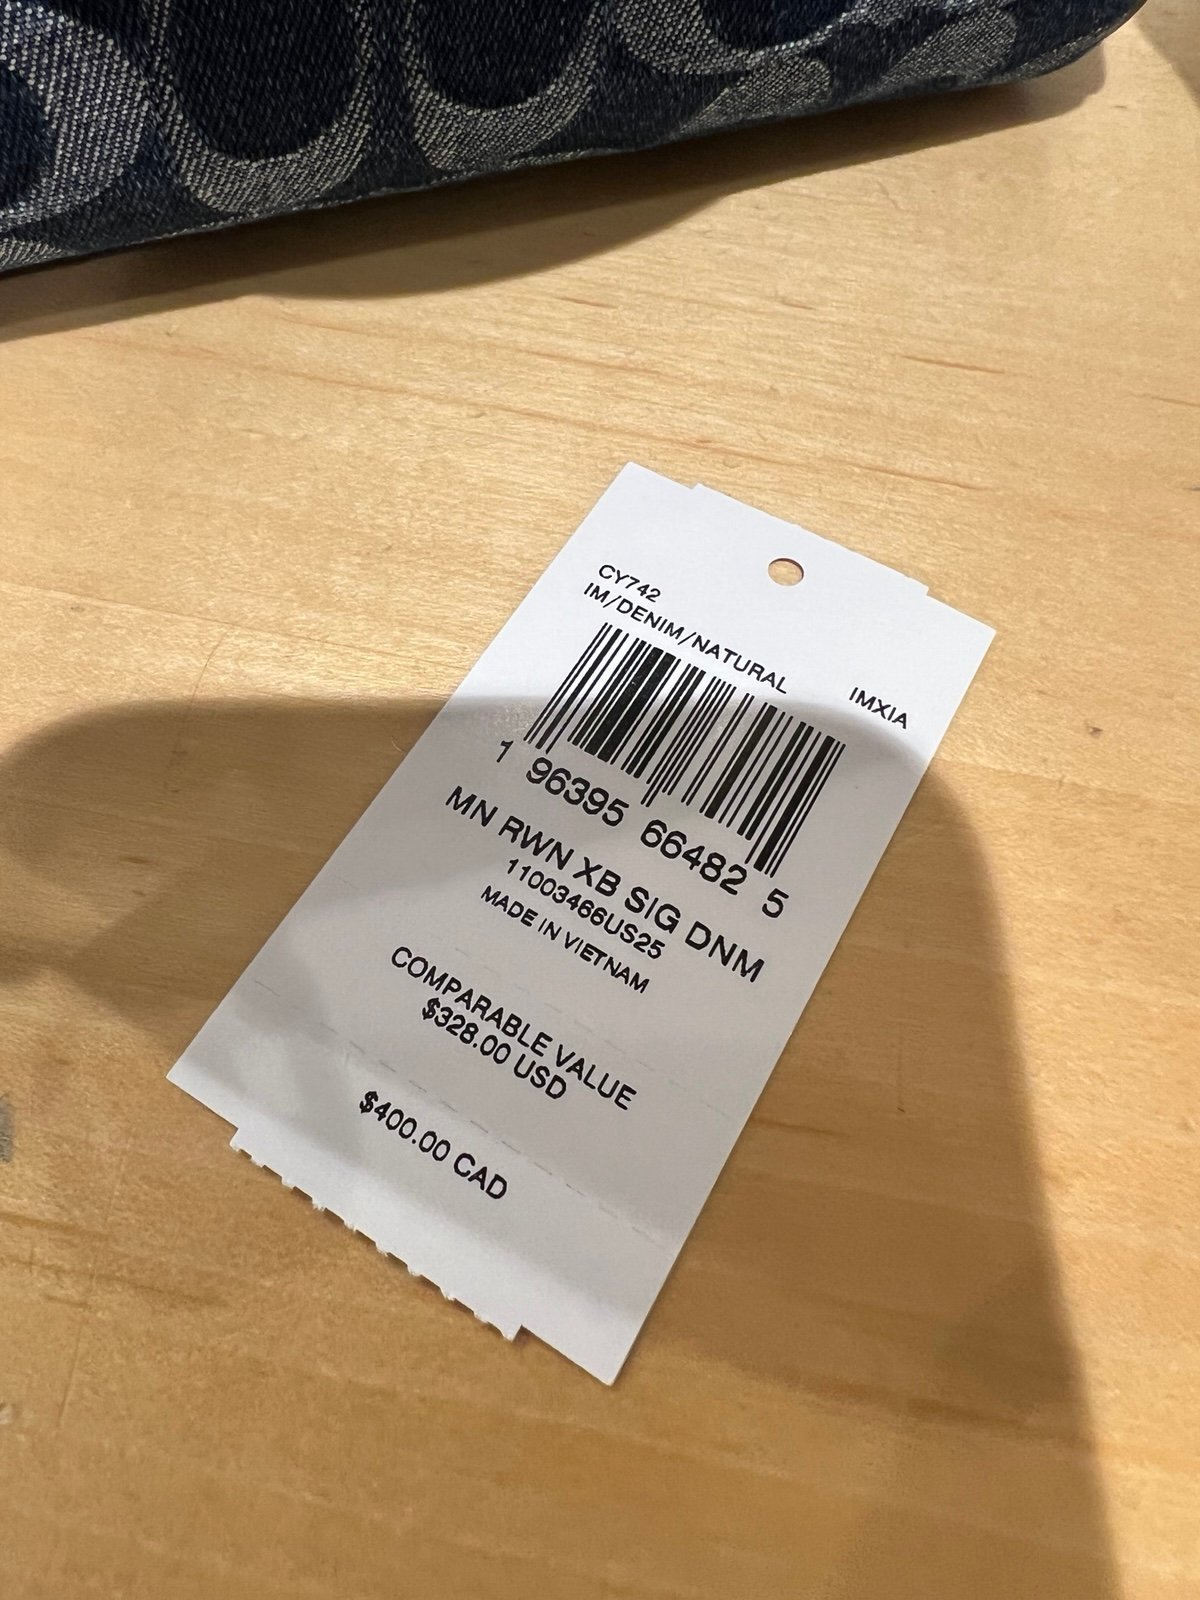 CY742
IM/DENIM/NATURAL
IMXIA
1 96395 66482 5
MN RWN XB SIG DNM
11003466US25
MADE IN VIETNAM
COMPARABLE VALUE
$328.00 USD
$400.00 CAD